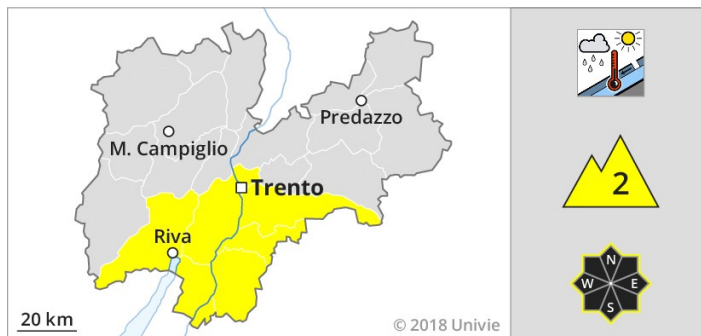 Predazzo
M. Campiglio
Trento
Riva
20 km
© 2018 Univie
2
N
W E
S